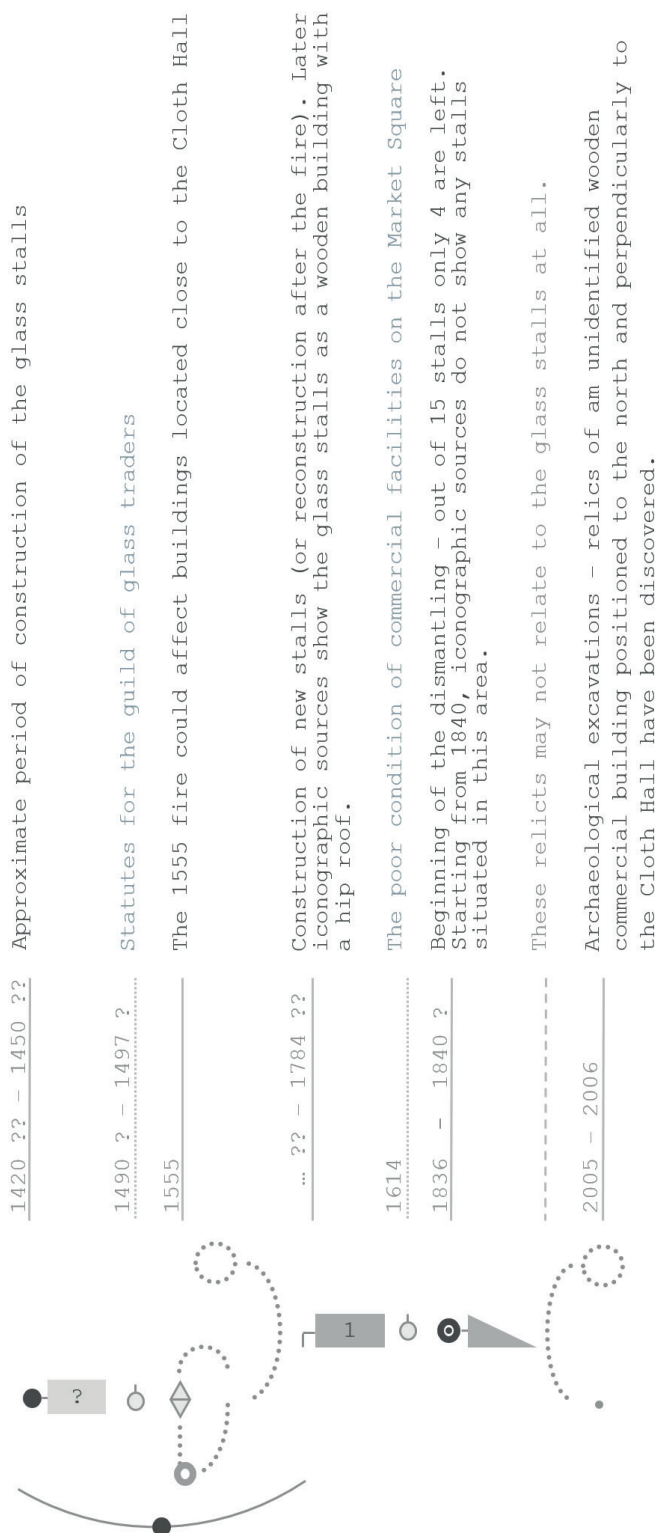 1420 ?? – 1450 ??
Approximate period of construction of the glass stalls
1490 ? – 1497 ?
Statutes for the guild of glass traders
1555
The 1555 fire could affect buildings located close to the Cloth Hall
… ?? – 1784 ??
Construction of new stalls (or reconstruction after the fire). Later
iconographic sources show the glass stalls as a wooden building with
a hip roof.
1614
The poor condition of commercial facilities on the Market Square
1836 – 1840 ?
Beginning of the dismantling – out of 15 stalls only 4 are left.
Starting from 1840, iconographic sources do not show any stalls
situated in this area.
These relicts may not relate to the glass stalls at all.
2005 – 2006
Archaeological excavations – relics of am unidentified wooden
commercial building positioned to the north and perpendicularly to
the Cloth Hall have been discovered.
?
1